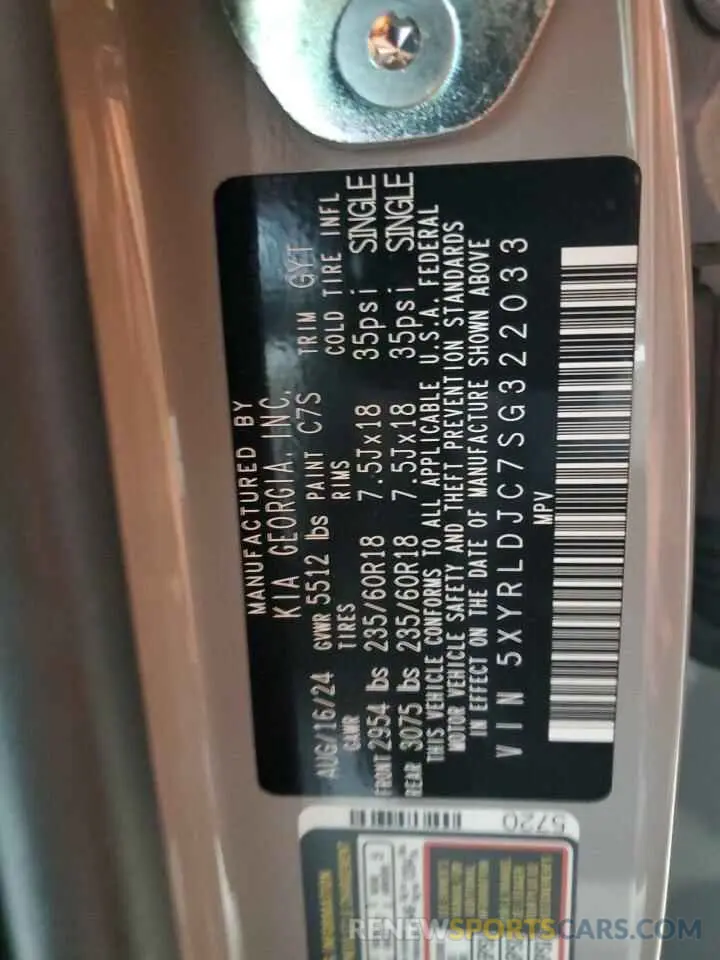 MANUFACTURED BY
KIA GEORGIA, INC.
AUG/16/24 GVWR 5512 lbs PAINT C7S TRIM GYT
GAWR TIRES RIMS COLD TIRE INFL
FRONT 2954 lbs 235/60R18 7.5Jx18 35psi SINGLE
REAR 3075 lbs 235/60R18 7.5Jx18 35psi SINGLE
THIS VEHICLE CONFORMS TO ALL APPLICABLE U.S.A. FEDERAL
MOTOR VEHICLE SAFETY AND THEFT PREVENTION STANDARDS
IN EFFECT ON THE DATE OF MANUFACTURE SHOWN ABOVE
VIN 5XYRLDJC7SG322033
MPV
5720
RENEWSPORTSCARS.COM